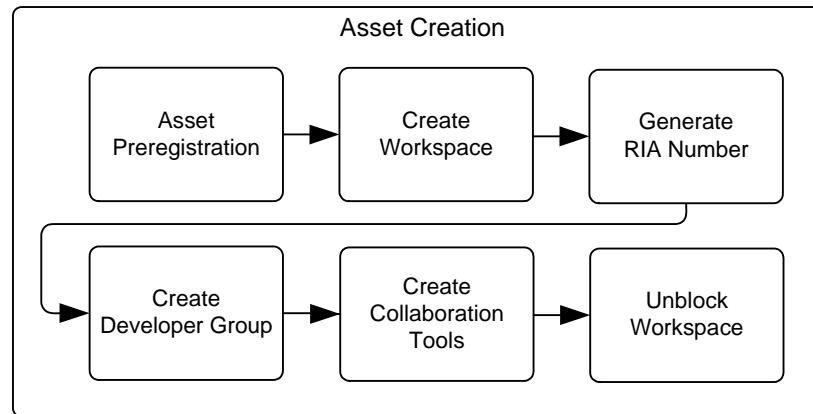 Asset Creation
Asset
Preregistration
Create
Workspace
Generate
RIA Number
Create
Developer Group
Create
Collaboration
Tools
Unblock
Workspace